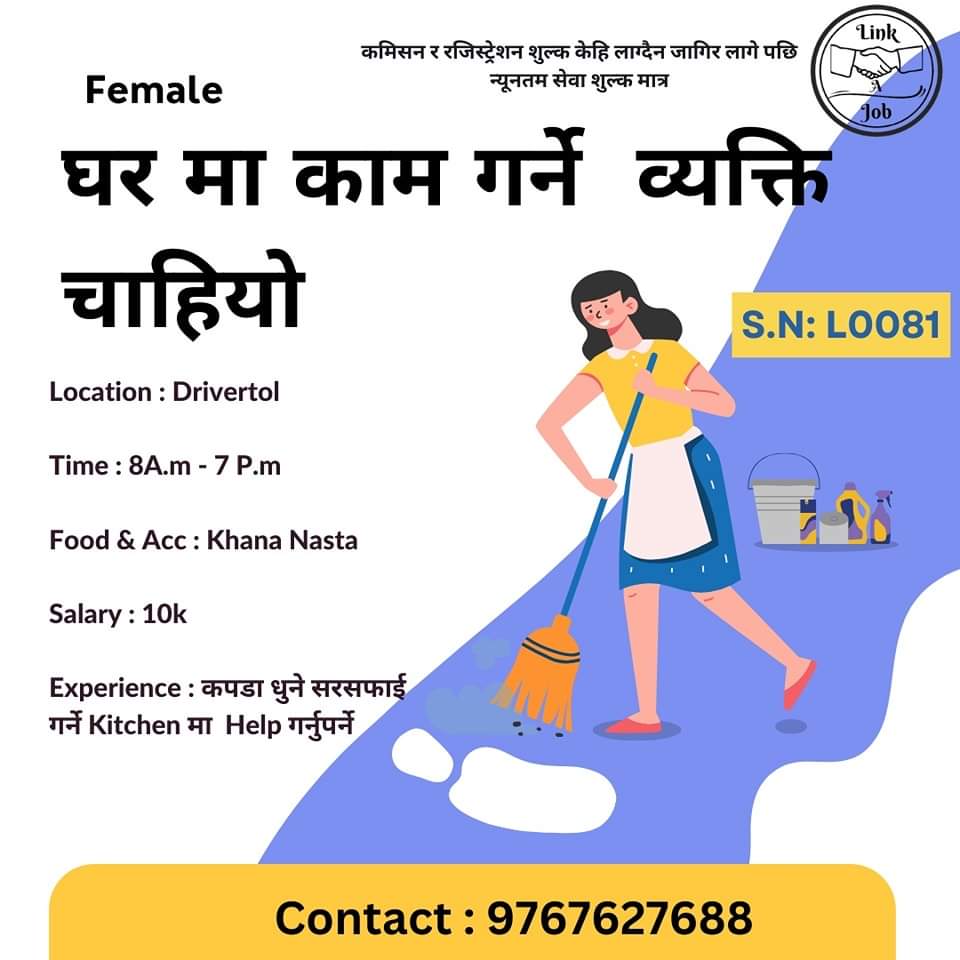 कमिसन र रजिस्ट्रेशन शुल्क केहि लाग्दैन जागिर लागे पछि
न्यूनतम सेवा शुल्क मात्र
Link
A
Job
Female
घर मा काम गर्ने व्यक्ति
चाहियो
S.N: L0081
Location : Drivertol
Time : 8A.m - 7 P.m
Food & Acc : Khana Nasta
Salary : 10k
Experience : कपडा धुने सरसफाई
गर्ने Kitchen मा Help गर्नुपर्ने
Contact : 9767627688